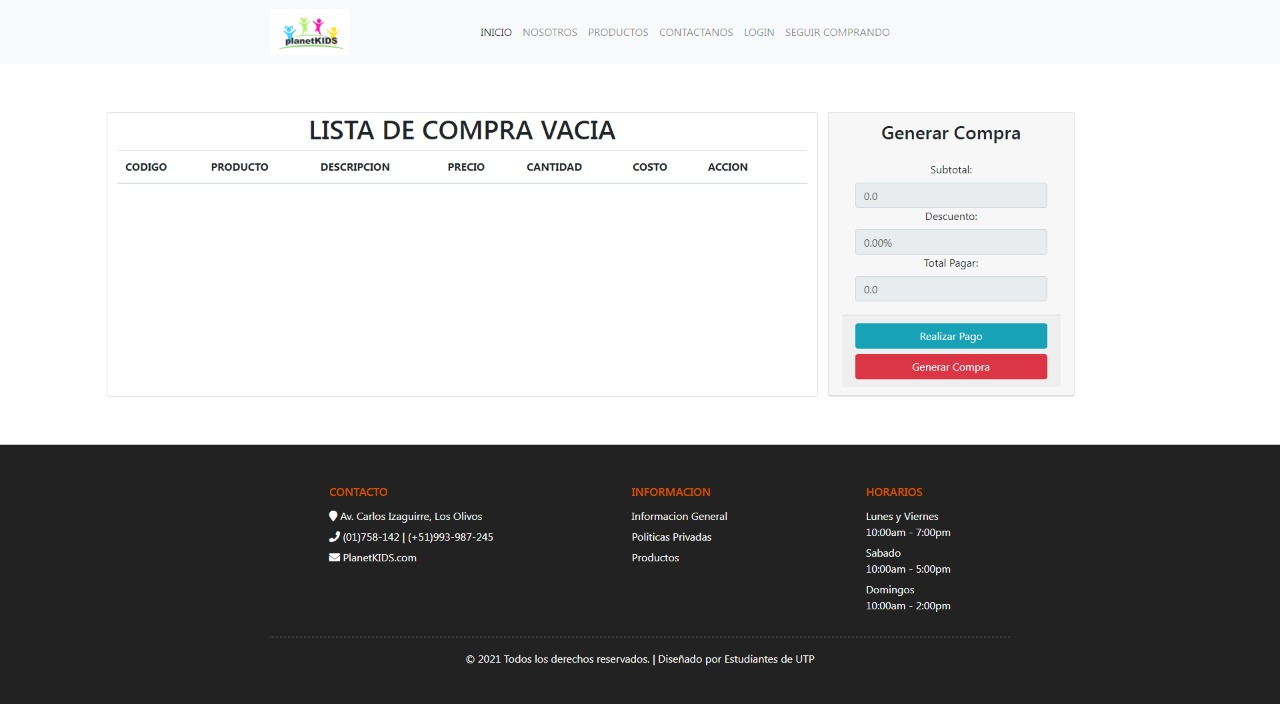 planetKIDS
INICIO NOSOTROS PRODUCTOS CONTACTANOS LOGIN SEGUIR COMPRANDO
LISTA DE COMPRA VACIA
CODIGO PRODUCTO DESCRIPCION PRECIO CANTIDAD COSTO ACCION
Generar Compra
Subtotal:
0.0
Descuento:
0.00%
Total Pagar:
0.0
Realizar Pago
Generar Compra
CONTACTO
Av. Carlos Izaguirre, Los Olivos
(01)758-142 | (+51)993-987-245
PlanetKIDS.com
INFORMACION
Informacion General
Politicas Privadas
Productos
HORARIOS
Lunes y Viernes
10:00am - 7:00pm
Sabado
10:00am - 5:00pm
Domingos
10:00am - 2:00pm
© 2021 Todos los derechos reservados. | Diseñado por Estudiantes de UTP